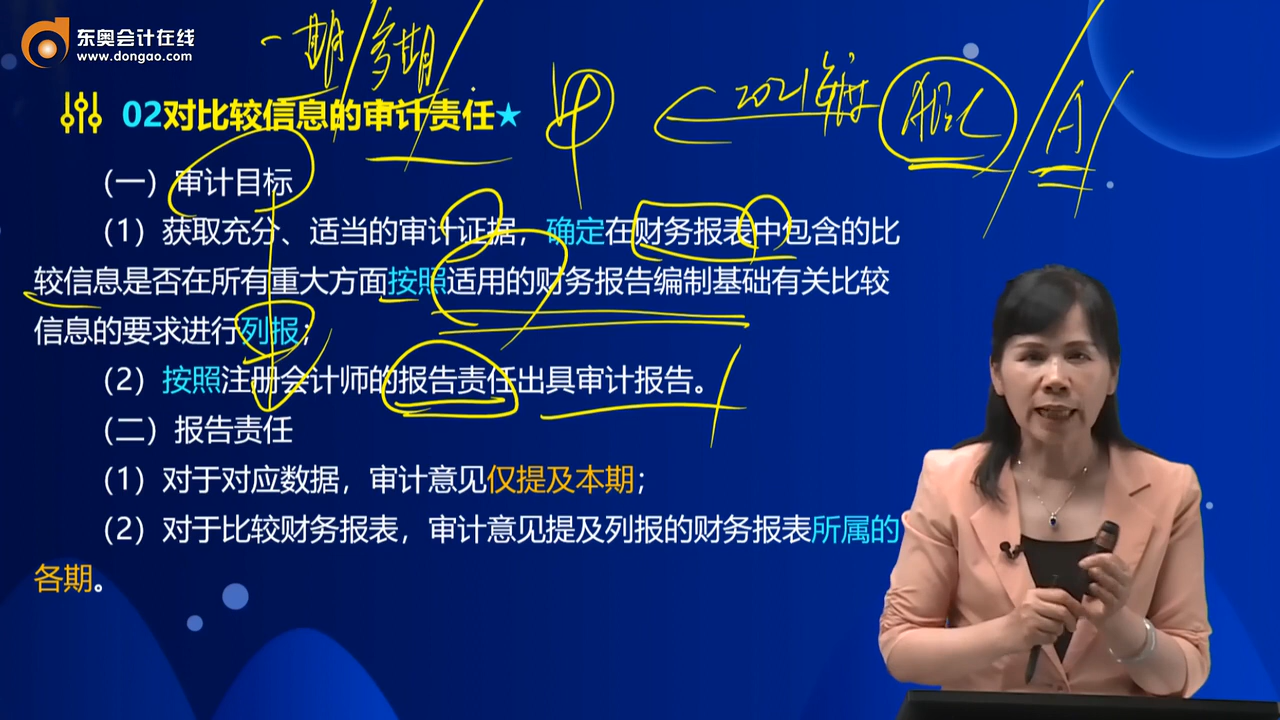 东奥会计在线
www.dongao.com
一期/多期/
甲
2021年 A
02对比较信息的审计责任★
（一）审计目标
（1）获取充分、适当的审计证据，确定在财务报表中包含的比
较信息是否在所有重大方面按照适用的财务报告编制基础有关比较
信息的要求进行列报；
（2）按照注册会计师的报告责任出具审计报告。
（二）报告责任
（1）对于对应数据，审计意见仅提及本期；
（2）对于比较财务报表，审计意见提及列报的财务报表所属的
各期。